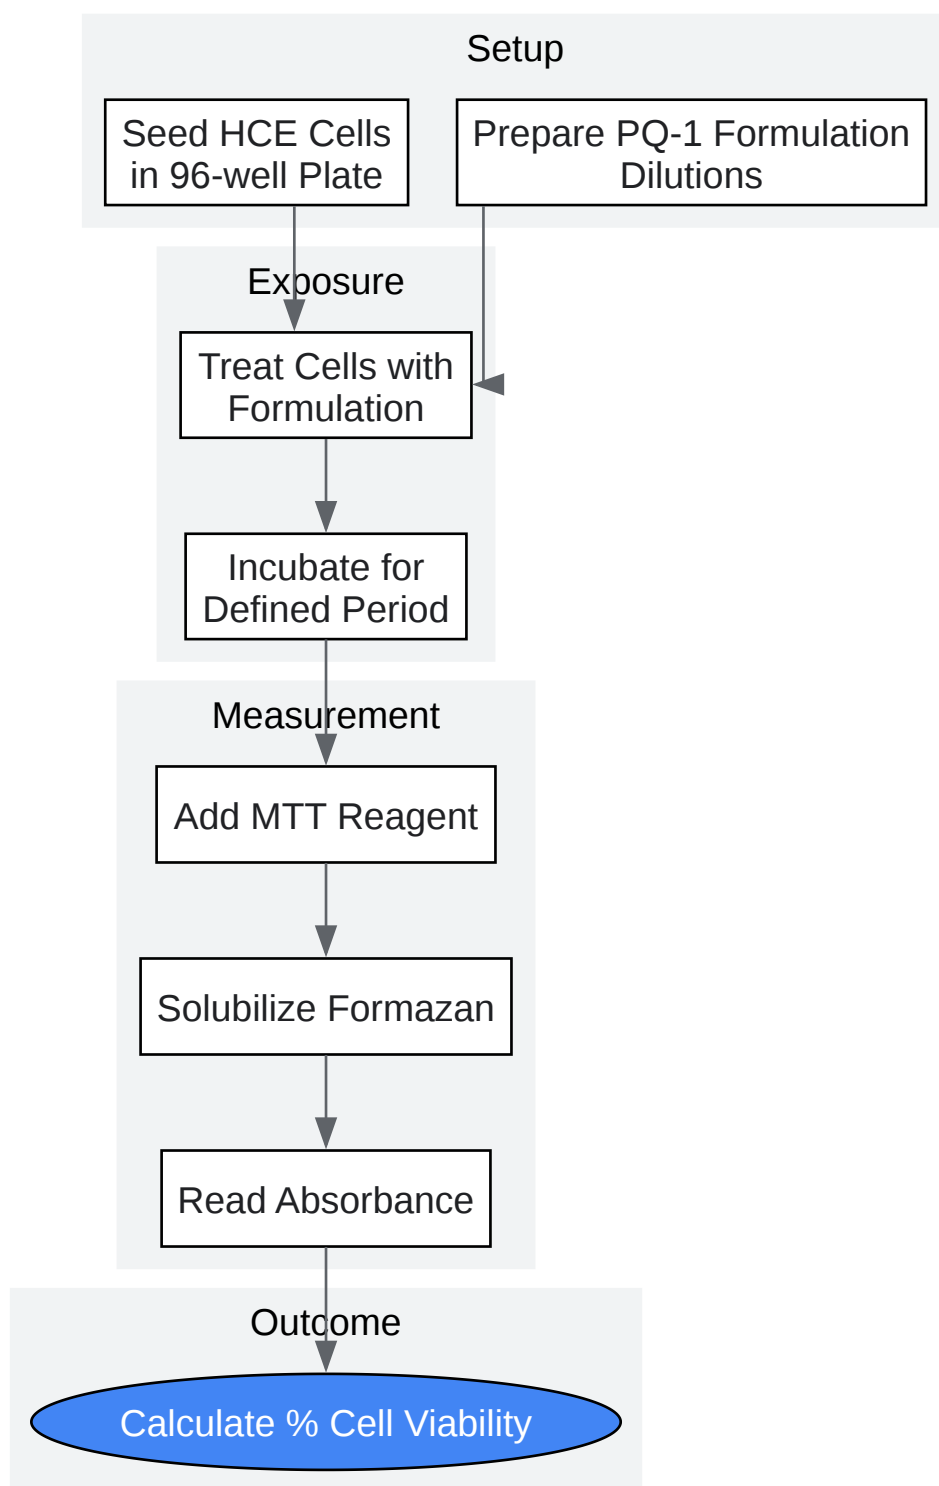 Setup
Seed HCE Cells
in 96-well Plate
Prepare PQ-1 Formulation
Dilutions
Exposure
Treat Cells with
Formulation
Incubate for
Defined Period
Measurement
Add MTT Reagent
Solubilize Formazan
Read Absorbance
Outcome
Calculate % Cell Viability